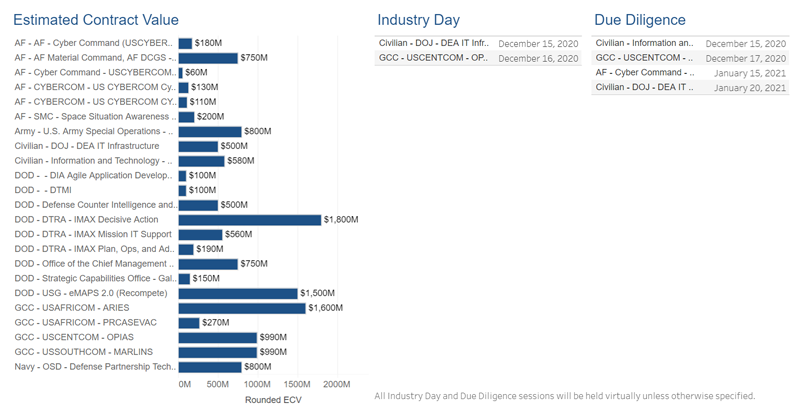 Estimated Contract Value
AF - AF - Cyber Command (USCYBER.. $180M
AF - AF Material Command, AF DCGS -.. $750M
AF - Cyber Command - USCYBERCOM.. $60M
AF - CYBERCOM - US CYBERCOM Cy.. $130M
AF - CYBERCOM - US CYBERCOM CY.. $110M
AF - SMC - Space Situation Awareness .. $200M
Army - U.S. Army Special Operations - .. $800M
Civilian - DOJ - DEA IT Infrastructure $500M
Civilian - Information and Technology - .. $580M
DOD - - DIA Agile Application Develop.. $100M
DOD - - DTMI $100M
DOD - Defense Counter Intelligence and.. $500M
DOD - DTRA - IMAX Decisive Action $1,800M
DOD - DTRA - IMAX Mission IT Support $560M
DOD - DTRA - IMAX Plan, Ops, and Ad.. $190M
DOD - Office of the Chief Management .. $750M
DOD - Strategic Capabilities Office - Gal.. $150M
DOD - USG - eMAPS 2.0 (Recompete) $1,500M
GCC - USAFRICOM - ARIES $1,600M
GCC - USAFRICOM - PRCASEVAC $270M
GCC - USCENTCOM - OPIAS $990M
GCC - USSOUTHCOM - MARLINS $990M
Navy - OSD - Defense Partnership Tech.. $800M
0M 500M 1000M 1500M 2000M
Rounded ECV
Industry Day
Civilian - DOJ - DEA IT Infr.. December 15, 2020
GCC - USCENTCOM - OP.. December 16, 2020
Due Diligence
Civilian - Information an.. December 15, 2020
GCC - USCENTCOM - .. December 17, 2020
AF - Cyber Command - .. January 15, 2021
Civilian - DOJ - DEA IT .. January 20, 2021
All Industry Day and Due Diligence sessions will be held virtually unless otherwise specified.